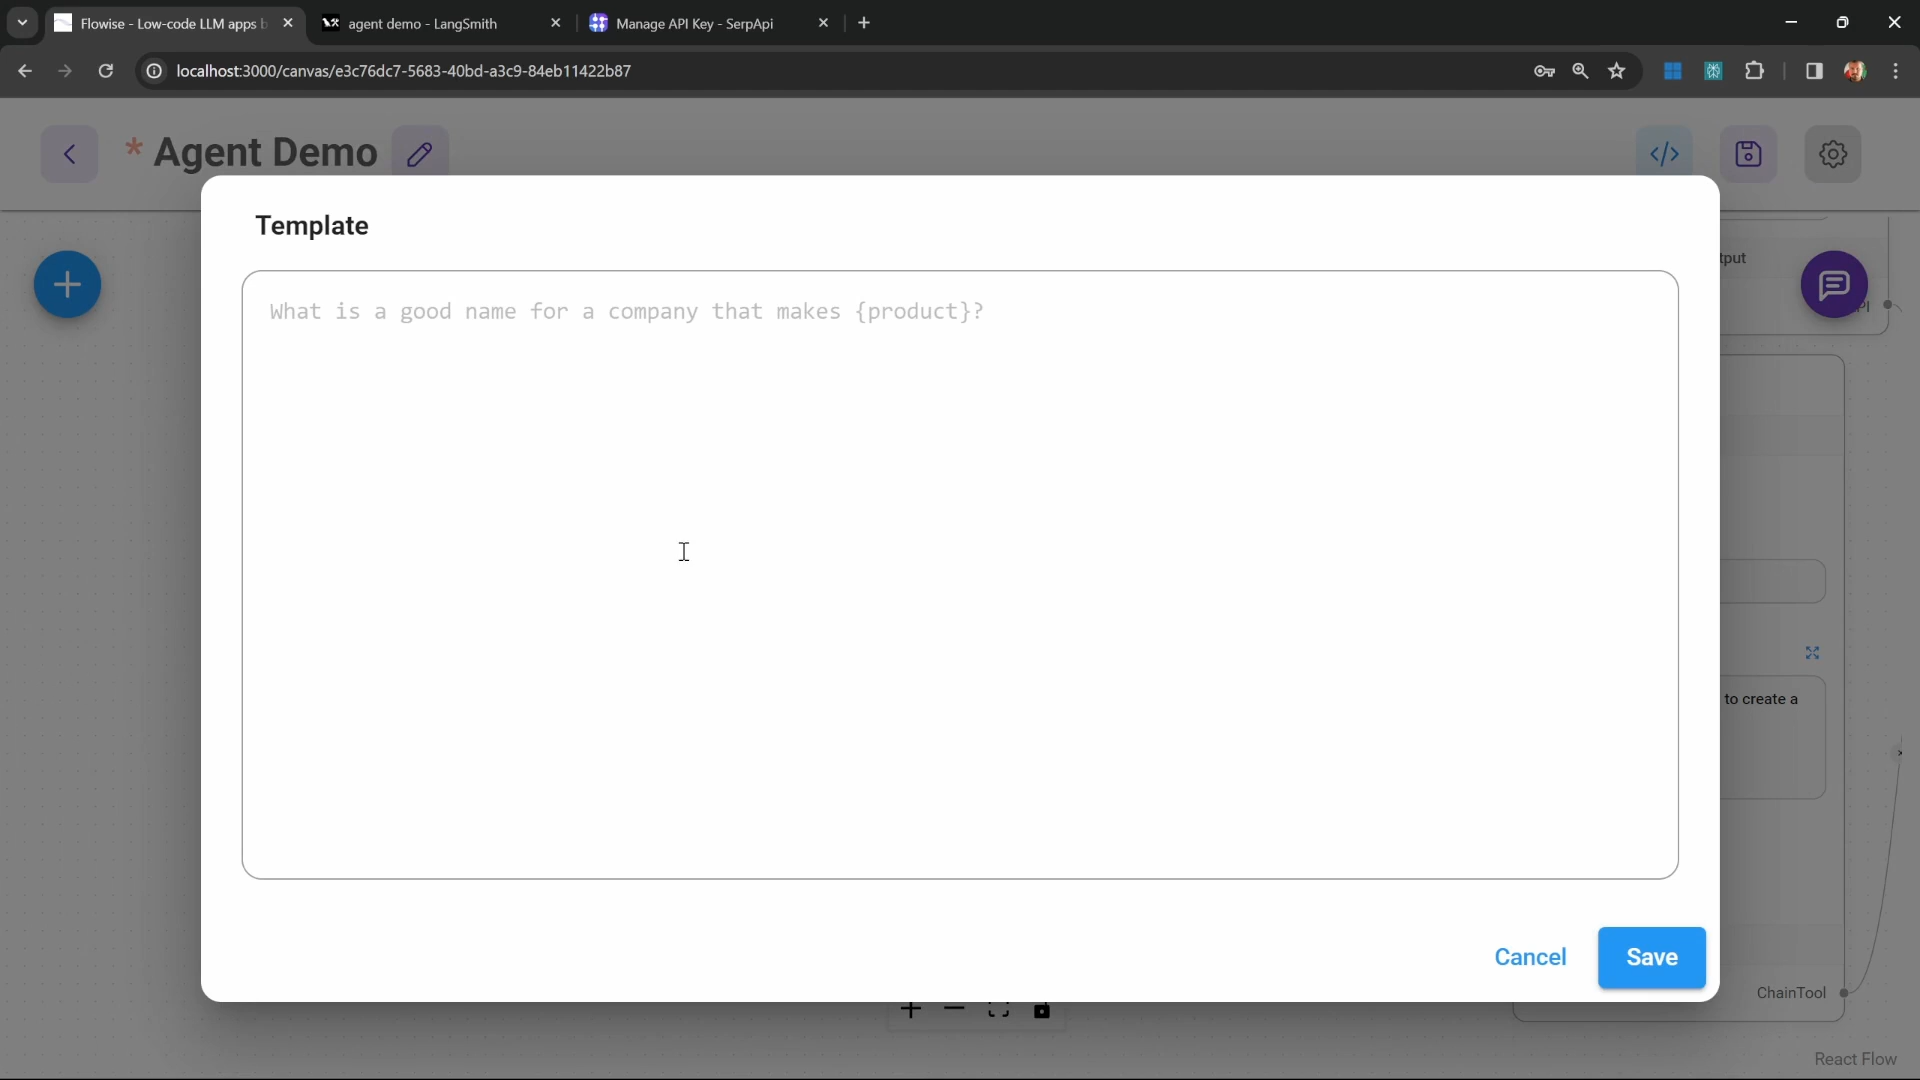 Flowise - Low-code LLM apps b
agent demo - LangSmith
Manage API Key - SerpApi
localhost:3000/canvas/e3c76dc7-5683-40bd-a3c9-84eb11422b87
* Agent Demo
</>
Template
What is a good name for a company that makes {product}?
tput
PI
to create a
Cancel
Save
ChainTool
React Flow